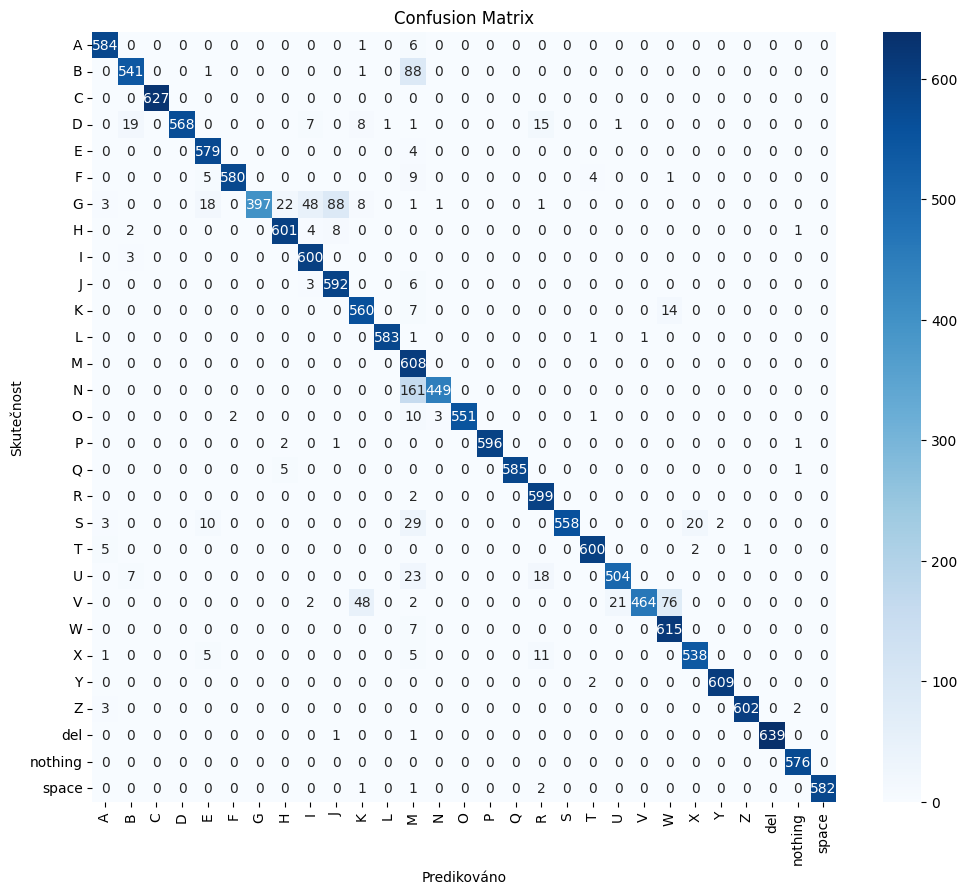 Confusion Matrix
A 584 0 0 0 0 0 0 0 0 0 1 0 6 0 0 0 0 0 0 0 0 0 0 0 0 0 0 0 0
B 0 541 0 0 1 0 0 0 0 0 1 0 88 0 0 0 0 0 0 0 0 0 0 0 0 0 0 0 0
C 0 0 627 0 0 0 0 0 0 0 0 0 0 0 0 0 0 0 0 0 0 0 0 0 0 0 0 0 0
D 0 19 0 568 0 0 0 0 7 0 8 1 1 0 0 0 0 15 0 0 1 0 0 0 0 0 0 0 0
E 0 0 0 0 579 0 0 0 0 0 0 0 4 0 0 0 0 0 0 0 0 0 0 0 0 0 0 0 0
F 0 0 0 0 5 580 0 0 0 0 0 0 9 0 0 0 0 0 0 4 0 0 1 0 0 0 0 0 0
G 3 0 0 0 18 0 397 22 48 88 8 0 1 1 0 0 0 1 0 0 0 0 0 0 0 0 0 0 0
H 0 2 0 0 0 0 0 601 4 8 0 0 0 0 0 0 0 0 0 0 0 0 0 0 0 0 0 1 0
I 0 3 0 0 0 0 0 0 600 0 0 0 0 0 0 0 0 0 0 0 0 0 0 0 0 0 0 0 0
J 0 0 0 0 0 0 0 0 3 592 0 0 6 0 0 0 0 0 0 0 0 0 0 0 0 0 0 0 0
K 0 0 0 0 0 0 0 0 0 0 560 0 7 0 0 0 0 0 0 0 0 0 14 0 0 0 0 0 0
L 0 0 0 0 0 0 0 0 0 0 0 583 1 0 0 0 0 0 0 1 0 1 0 0 0 0 0 0 0
M 0 0 0 0 0 0 0 0 0 0 0 0 608 0 0 0 0 0 0 0 0 0 0 0 0 0 0 0 0
N 0 0 0 0 0 0 0 0 0 0 0 0 161 449 0 0 0 0 0 0 0 0 0 0 0 0 0 0 0
O 0 0 0 0 0 2 0 0 0 0 0 0 10 3 551 0 0 0 0 1 0 0 0 0 0 0 0 0 0
P 0 0 0 0 0 0 0 2 0 1 0 0 0 0 0 596 0 0 0 0 0 0 0 0 0 0 0 1 0
Q 0 0 0 0 0 0 0 5 0 0 0 0 0 0 0 0 585 0 0 0 0 0 0 0 0 0 0 1 0
R 0 0 0 0 0 0 0 0 0 0 0 0 2 0 0 0 0 599 0 0 0 0 0 0 0 0 0 0 0
S 3 0 0 0 10 0 0 0 0 0 0 0 29 0 0 0 0 0 558 0 0 0 0 20 2 0 0 0 0
T 5 0 0 0 0 0 0 0 0 0 0 0 0 0 0 0 0 0 0 600 0 0 0 2 0 1 0 0 0
U 0 7 0 0 0 0 0 0 0 0 0 0 23 0 0 0 0 18 0 0 504 0 0 0 0 0 0 0 0
V 0 0 0 0 0 0 0 0 2 0 48 0 2 0 0 0 0 0 0 0 21 464 76 0 0 0 0 0 0
W 0 0 0 0 0 0 0 0 0 0 0 0 7 0 0 0 0 0 0 0 0 0 615 0 0 0 0 0 0
X 1 0 0 0 5 0 0 0 0 0 0 0 5 0 0 0 0 11 0 0 0 0 0 538 0 0 0 0 0
Y 0 0 0 0 0 0 0 0 0 0 0 0 0 0 0 0 0 0 0 2 0 0 0 0 609 0 0 0 0
Z 3 0 0 0 0 0 0 0 0 0 0 0 0 0 0 0 0 0 0 0 0 0 0 0 0 602 0 2 0
del 0 0 0 0 0 0 0 0 0 1 0 0 1 0 0 0 0 0 0 0 0 0 0 0 0 0 639 0 0
nothing 0 0 0 0 0 0 0 0 0 0 0 0 0 0 0 0 0 0 0 0 0 0 0 0 0 0 0 576 0
space 0 0 0 0 0 0 0 0 0 0 1 0 1 0 0 0 0 2 0 0 0 0 0 0 0 0 0 0 582
A B C D E F G H I J K L M N O P Q R S T U V W X Y Z del nothing space
Predikováno
Skutečnost
600
500
400
300
200
100
0